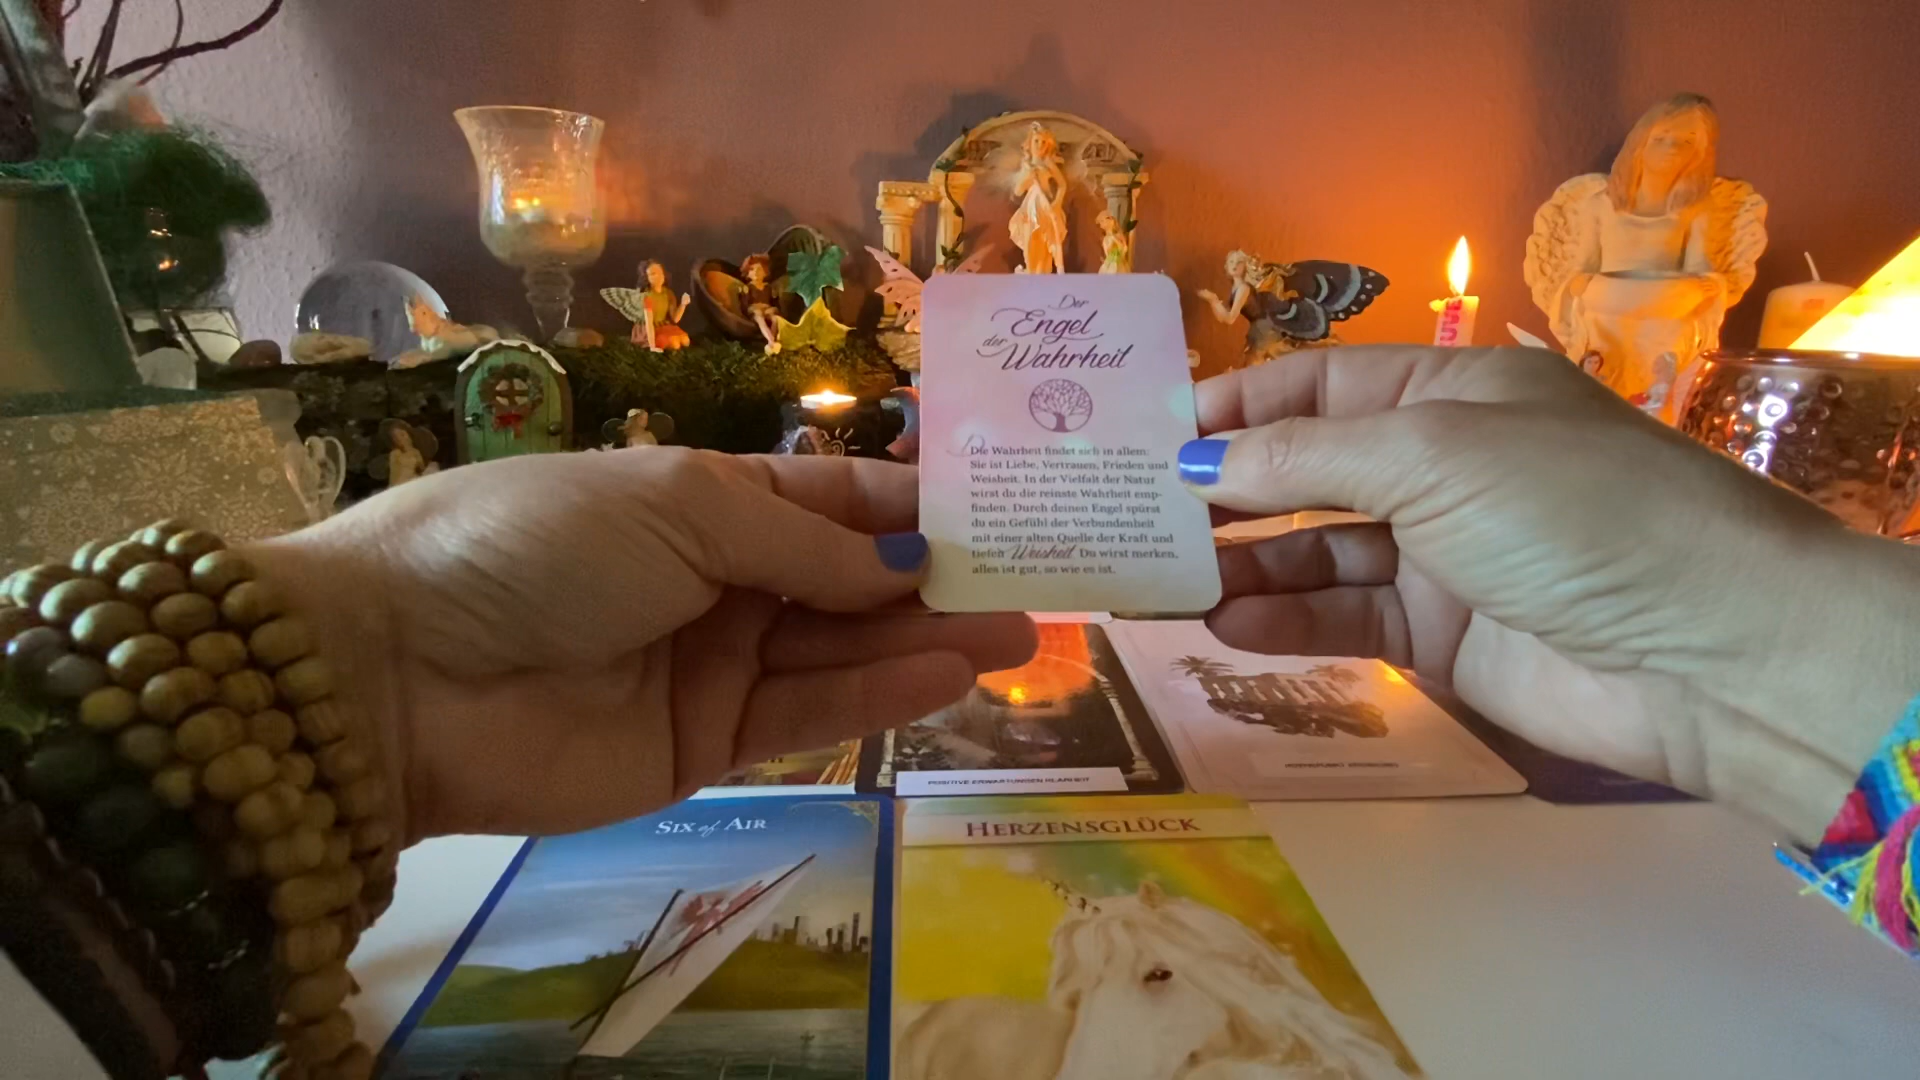 Der
Engel
der
Wahrheit
Die Wahrheit findet sich in allem:
Sie ist Liebe, Vertrauen, Frieden und
Weisheit. In der Vielfalt der Natur
wirst du die reinste Wahrheit emp-
finden. Durch deinen Engel spürst
du ein Gefühl der Verbundenheit
mit einer alten Quelle der Kraft und
tiefen Weisheit. Du wirst merken,
alles ist gut, so wie es ist.
POSITIVE ERWARTUNGEN KLARHEIT
SIX of AIR
HERZENSGLÜCK